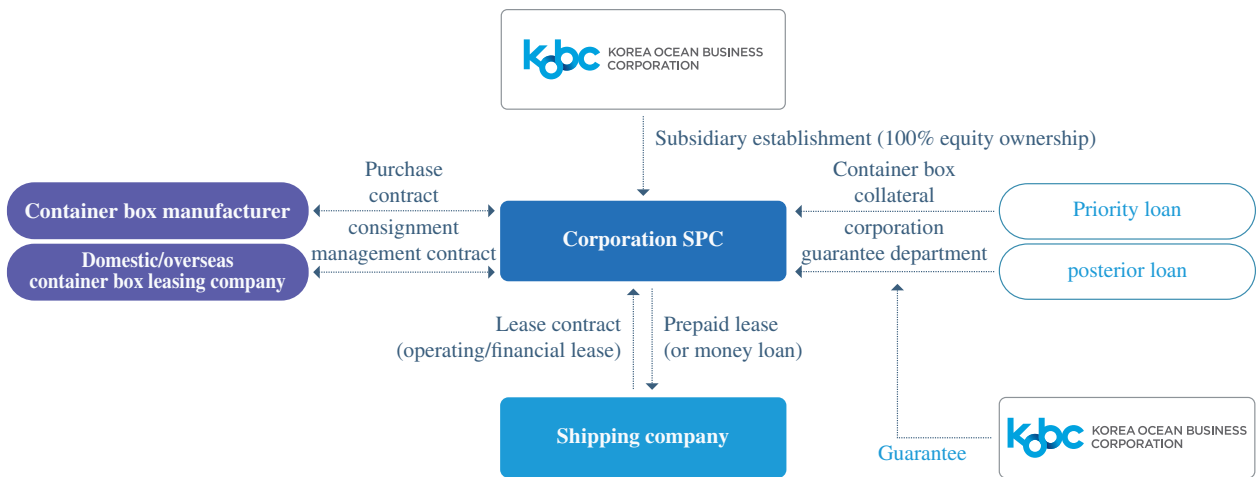 kobc KOREA OCEAN BUSINESS
CORPORATION
Subsidiary establishment (100% equity ownership)
Purchase
contract
Container box
collateral
Container box manufacturer
Corporation SPC
Priority loan
consignment
management contract
corporation
guarantee department
Domestic/overseas
container box leasing company
posterior loan
Lease contract
(operating/financial lease)
Prepaid lease
(or money loan)
Shipping company
Guarantee
kobc KOREA OCEAN BUSINESS
CORPORATION